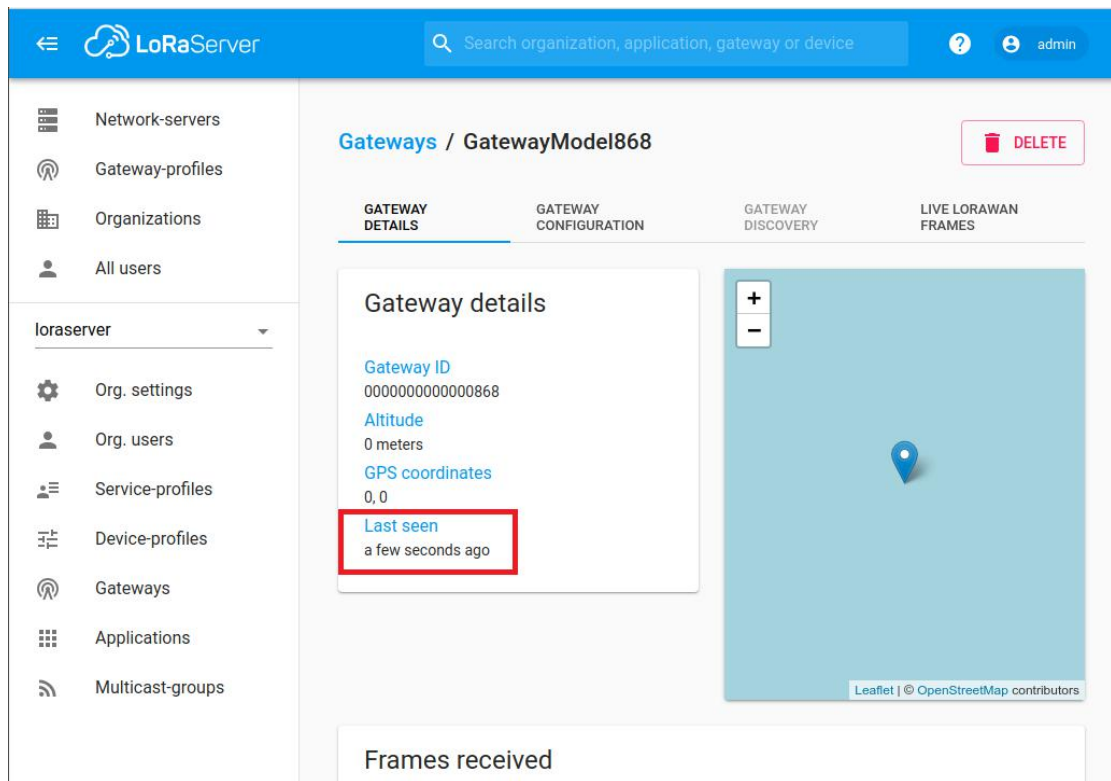 LoRaServer
Search organization, application, gateway or device
? admin
Network-servers
Gateway-profiles
Organizations
All users
loraserver
Org. settings
Org. users
Service-profiles
Device-profiles
Gateways
Applications
Multicast-groups
Gateways / GatewayModel868
DELETE
GATEWAY
DETAILS
GATEWAY
CONFIGURATION
GATEWAY
DISCOVERY
LIVE LORAWAN
FRAMES
Gateway details
Gateway ID
0000000000000868
Altitude
0 meters
GPS coordinates
0, 0
Last seen
a few seconds ago
+
−
Leaflet | © OpenStreetMap contributors
Frames received